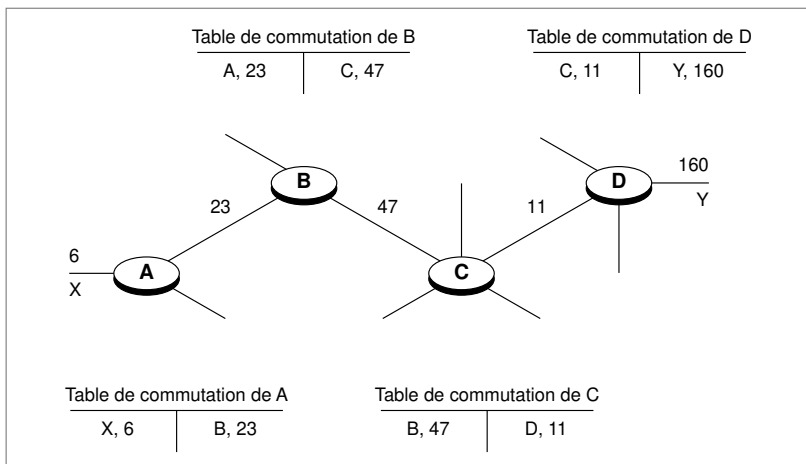 Table de commutation de B
A, 23 C, 47
Table de commutation de D
C, 11 Y, 160
B
D
160
Y
23
47
11
6
X
A
C
Table de commutation de A
X, 6 B, 23
Table de commutation de C
B, 47 D, 11